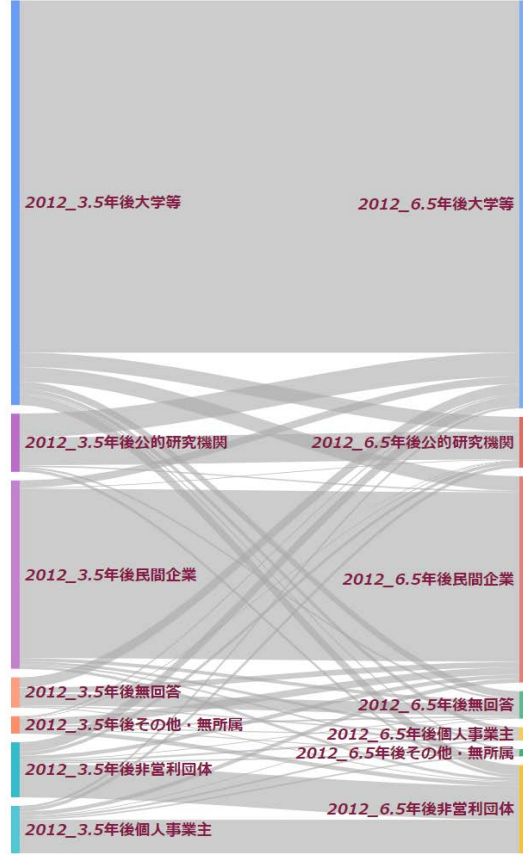 2012_3.5年後大学等
2012_6.5年後大学等
2012_3.5年後公的研究機関
2012_6.5年後公的研究機関
2012_3.5年後民間企業
2012_6.5年後民間企業
2012_3.5年後無回答
2012_6.5年後無回答
2012_3.5年後その他・無所属
2012_6.5年後個人事業主
2012_6.5年後その他・無所属
2012_3.5年後非営利団体
2012_6.5年後非営利団体
2012_3.5年後個人事業主